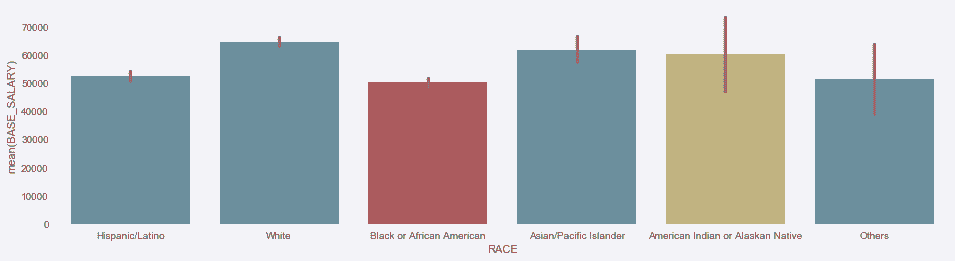 mean(BASE_SALARY)
70000
60000
50000
40000
30000
20000
10000
0
Hispanic/Latino
White
Black or African American
Asian/Pacific Islander
American Indian or Alaskan Native
Others
RACE